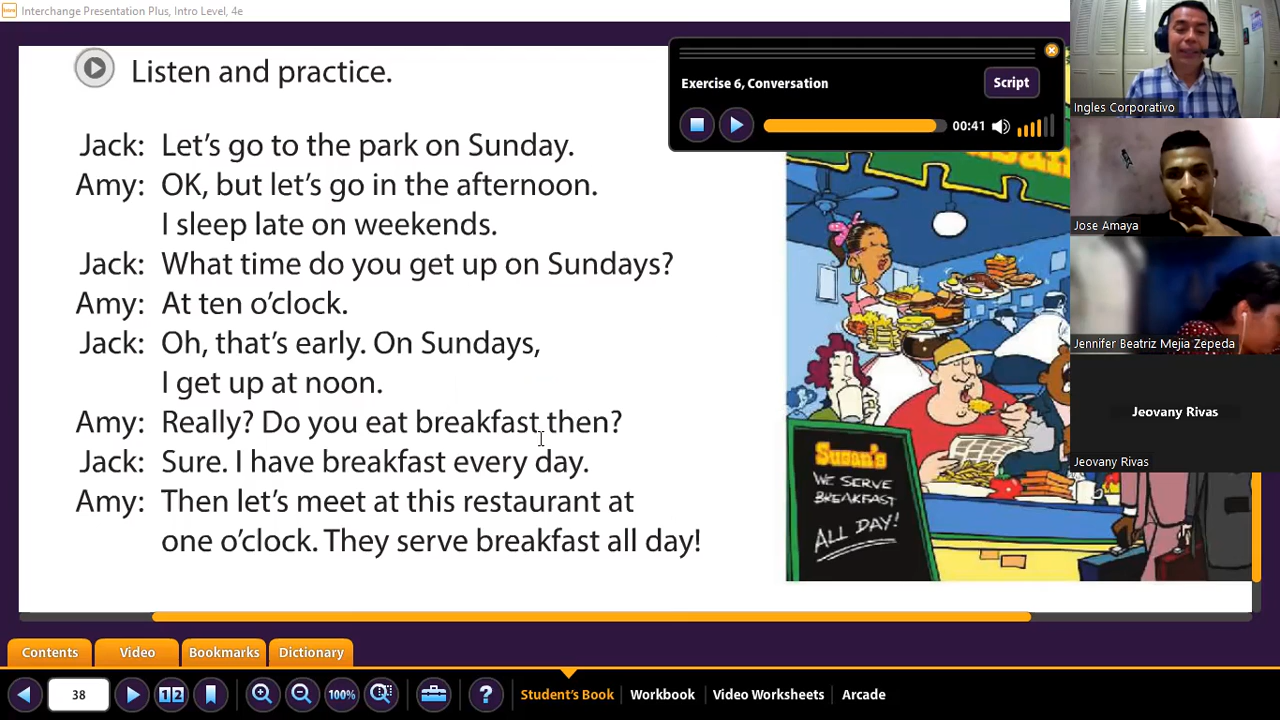 Interchange Presentation Plus, Intro Level, 4e
Listen and practice.
Exercise 6, Conversation
Script
00:41
Jack: Let's go to the park on Sunday.
Amy: OK, but let's go in the afternoon.
I sleep late on weekends.
Jack: What time do you get up on Sundays?
Amy: At ten o'clock.
Jack: Oh, that's early. On Sundays,
I get up at noon.
Amy: Really? Do you eat breakfast then?
Jack: Sure. I have breakfast every day.
Amy: Then let's meet at this restaurant at
one o'clock. They serve breakfast all day!
Susan's
WE SERVE
BREAKFAST
ALL DAY!
Ingles Corporativo
Jose Amaya
Jennifer Beatriz Mejia Zepeda
Jeovany Rivas
Jeovany Rivas
Contents
Video
Bookmarks
Dictionary
38
1 2
100%
?
Student's Book
Workbook
Video Worksheets
Arcade